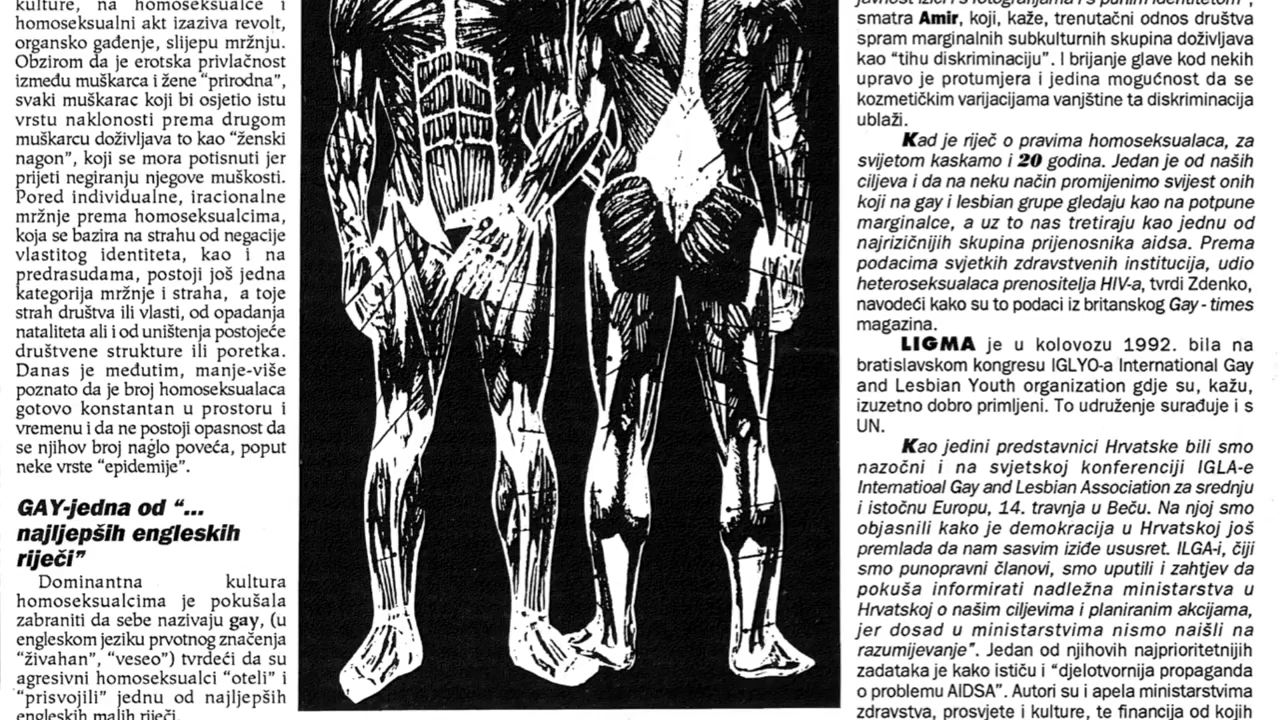 kulture, na homoseksualce i
homoseksualni akt izaziva revolt,
organsko gađenje, slijepu mržnju.
Obzirom da je erotska privlačnost
između muškarca i žene “prirodna”,
svaki muškarac koji bi osjetio istu
vrstu naklonosti prema drugom
muškarcu doživljava to kao “ženski
nagon”, koji se mora potisnuti jer
prijeti negiranju njegove muškosti.
Pored individualne, iracionalne
mržnje prema homoseksualcima,
koja se bazira na strahu od negacije
vlastitog identiteta, kao i na
predrasudama, postoji još jedna
kategorija mržnje i straha, a toje
strah društva ili vlasti, od opadanja
nataliteta ali i od uništenja postojeće
društvene strukture ili poretka.
Danas je međutim, manje-više
poznato da je broj homoseksualaca
gotovo konstantan u prostoru i
vremenu i da ne postoji opasnost da
se njihov broj naglo poveća, poput
neke vrste “epidemije”.
GAY-jedna od “...
najljepših engleskih
riječi”
Dominantna kultura
homoseksualcima je pokušala
zabraniti da sebe nazivaju gay, (u
engleskom jeziku prvotnog značenja
“živahan”, “veseo”) tvrdeći da su
agresivni homoseksualci “oteli” i
“prisvojili” jednu od najljepših
engleskih malih riječi.
javnost izići s fotografijama i s punim identitetom”,
smatra Amir, koji, kaže, trenutačni odnos društva
spram marginalnih subkulturnih skupina doživljava
kao “tihu diskriminaciju”. I brijanje glave kod nekih
upravo je protumjera i jedina mogućnost da se
kozmetičkim varijacijama vanjštine ta diskriminacija
ublaži.
Kad je riječ o pravima homoseksualaca, za
svijetom kaskamo i 20 godina. Jedan je od naših
ciljeva i da na neku način promijenimo svijest onih
koji na gay i lesbian grupe gledaju kao na potpune
marginalce, a uz to nas tretiraju kao jednu od
najrizičnijih skupina prijenosnika aidsa. Prema
podacima svjetkih zdravstvenih institucija, udio
heteroseksualaca prenositelja HIV-a, tvrdi Zdenko,
navodeći kako su to podaci iz britanskog Gay - times
magazina.
LIGMA je u kolovozu 1992. bila na
bratislavskom kongresu IGLYO-a International Gay
and Lesbian Youth organization gdje su, kažu,
izuzetno dobro primljeni. To udruženje surađuje i s
UN.
Kao jedini predstavnici Hrvatske bili smo
nazočni i na svjetskoj konferenciji IGLA-e
Internatioal Gay and Lesbian Association za srednju
i istočnu Europu, 14. travnja u Beču. Na njoj smo
objasnili kako je demokracija u Hrvatskoj još
premlada da nam sasvim iziđe ususret. ILGA-i, čiji
smo punopravni članovi, smo uputili i zahtjev da
pokuša informirati nadležna ministarstva u
Hrvatskoj o našim ciljevima i planiranim akcijama,
jer dosad u ministarstvima nismo naišli na
razumijevanje”. Jedan od njihovih najprioritetnijih
zadataka je kako ističu i “djelotvornija propaganda
o problemu AIDSA”. Autori su i apela ministarstvima
zdravstva, prosvjete i kulture, te financija od kojih